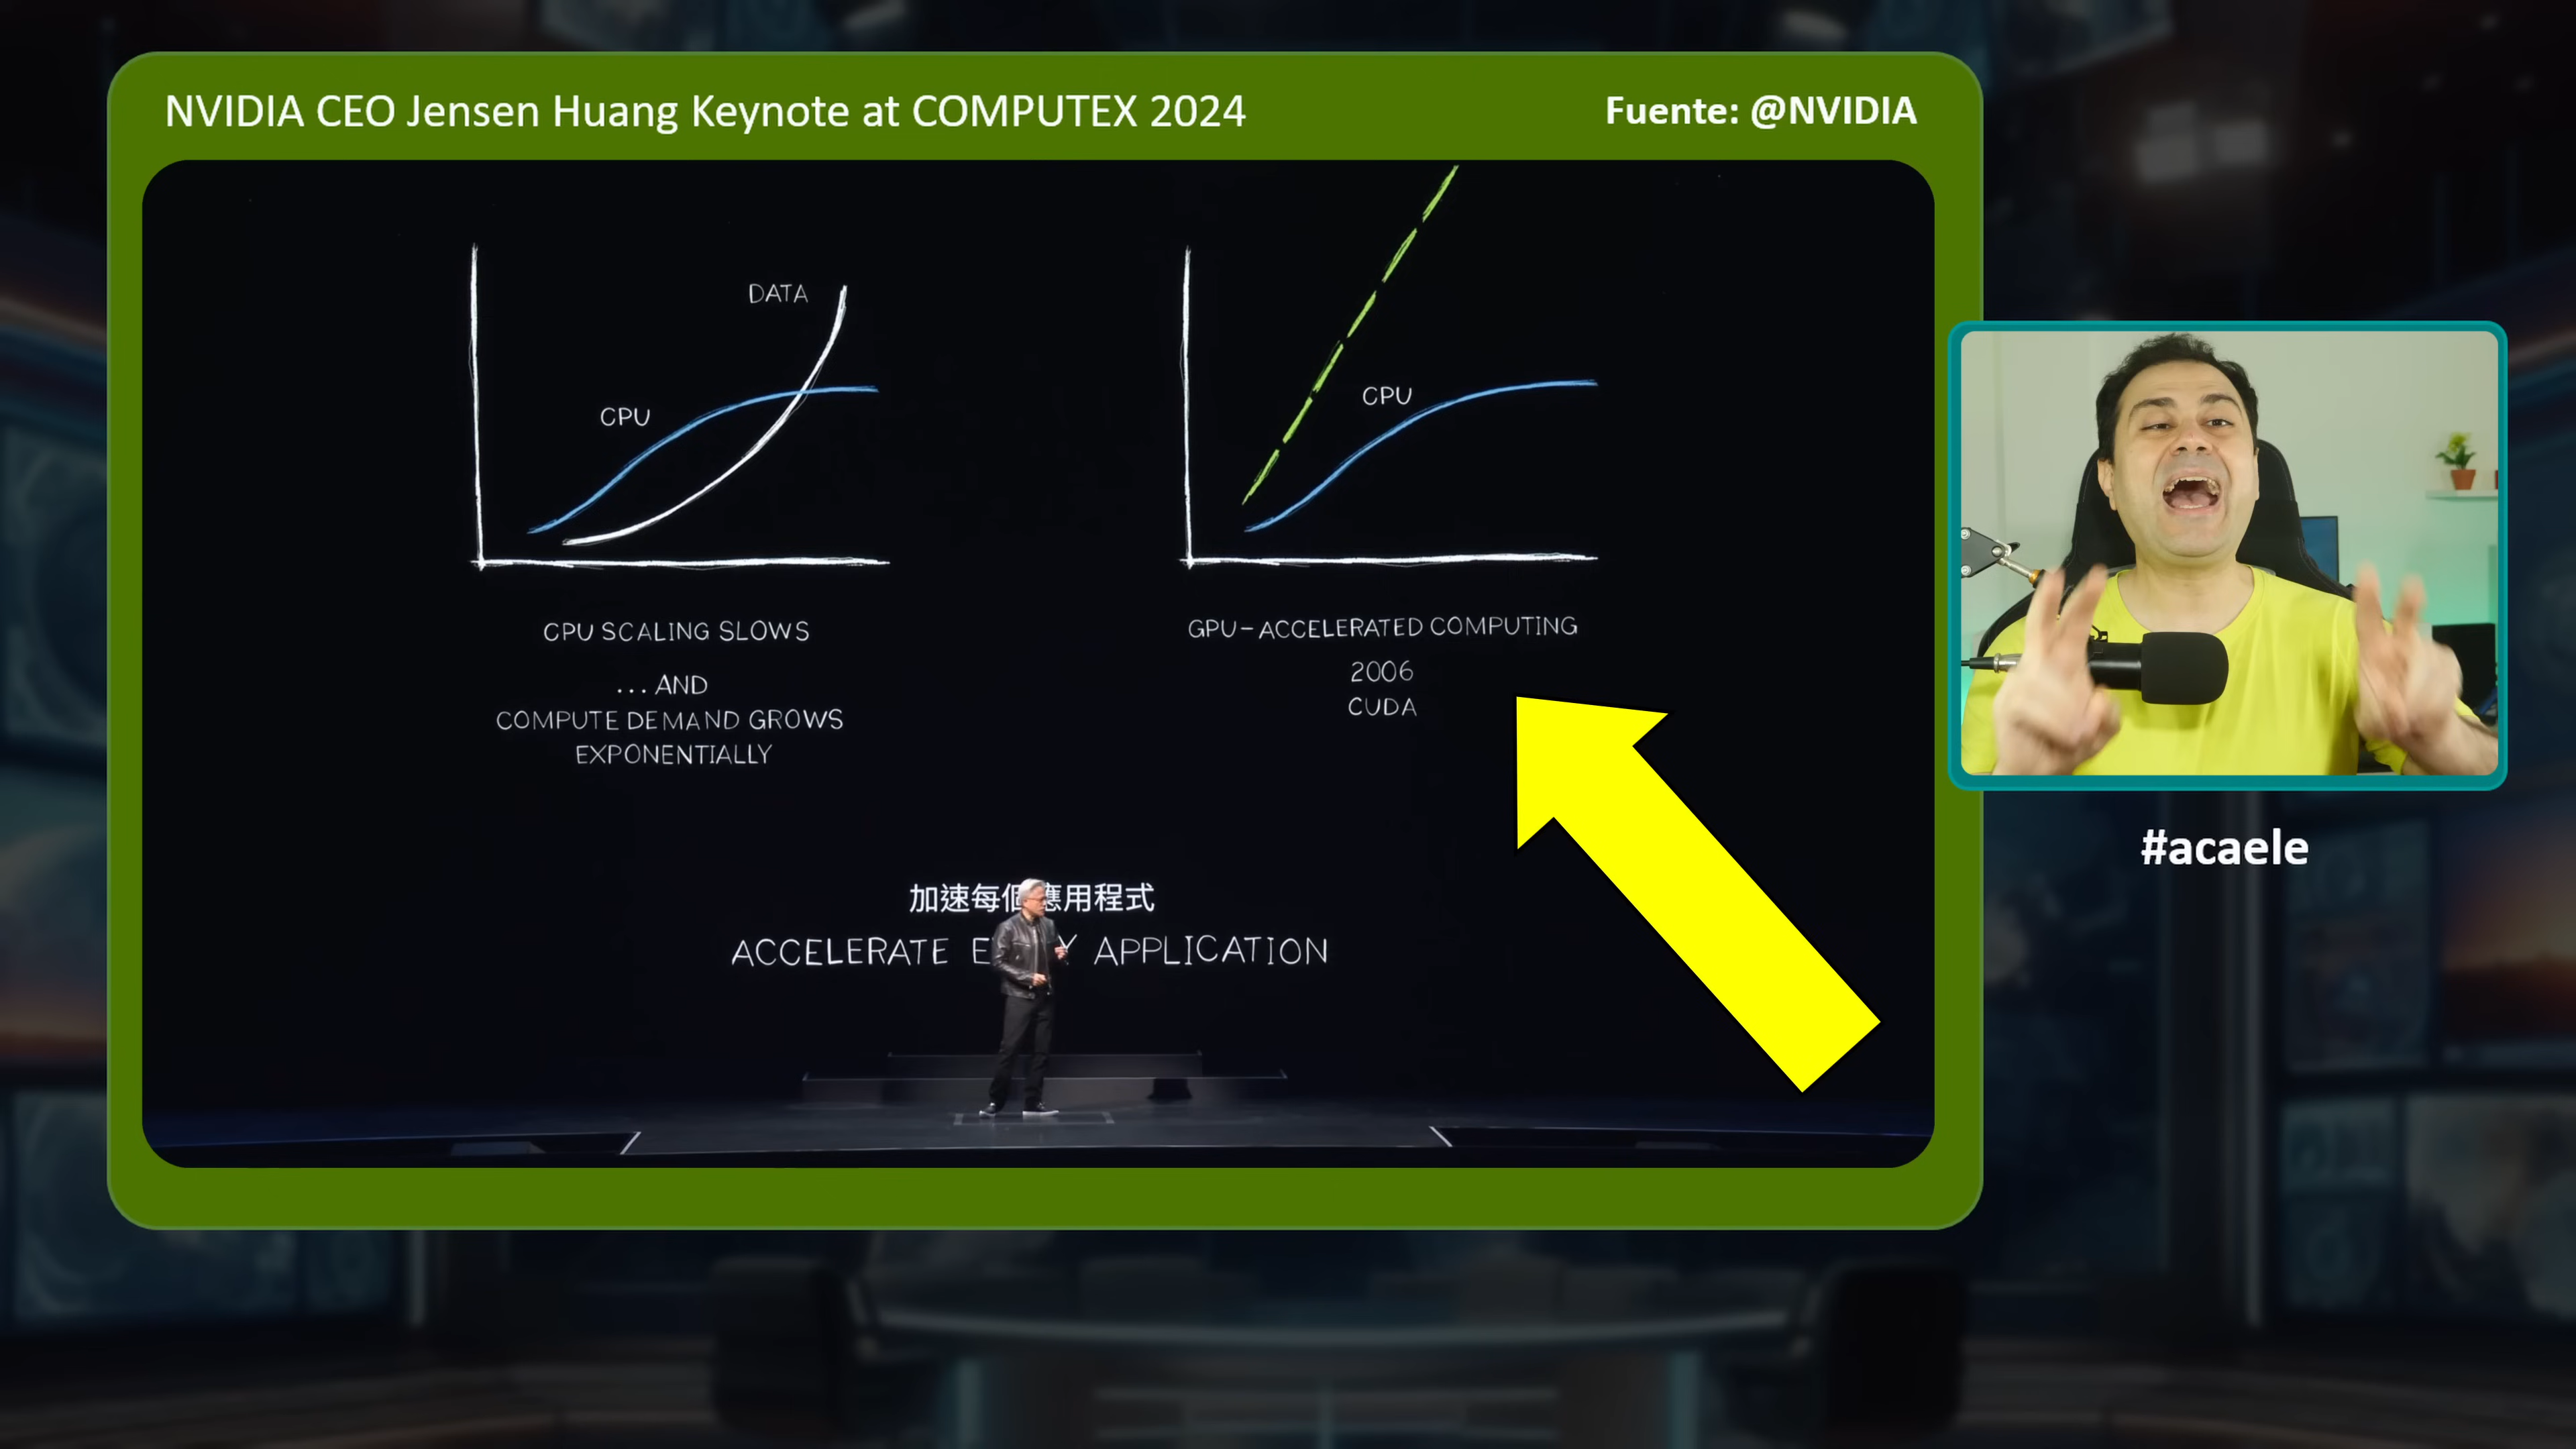 NVIDIA CEO Jensen Huang Keynote at COMPUTEX 2024
Fuente: @NVIDIA
DATA
CPU
CPU SCALING SLOWS
... AND
COMPUTE DEMAND GROWS
EXPONENTIALLY
CPU
GPU-ACCELERATED COMPUTING
2006
CUDA
加速每 應用程式
ACCELERATE APPLICATION
#acaele